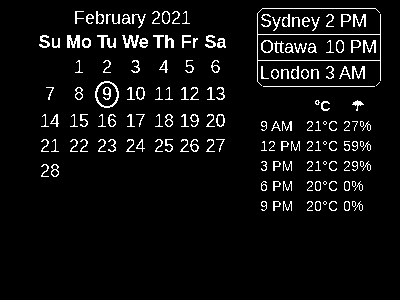 February 2021
Su Mo Tu We Th Fr Sa
1 2 3 4 5 6
7 8 9 10 11 12 13
14 15 16 17 18 19 20
21 22 23 24 25 26 27
28
Sydney 2 PM
Ottawa 10 PM
London 3 AM
°C ☂
9 AM 21°C 27%
12 PM 21°C 59%
3 PM 21°C 29%
6 PM 20°C 0%
9 PM 20°C 0%